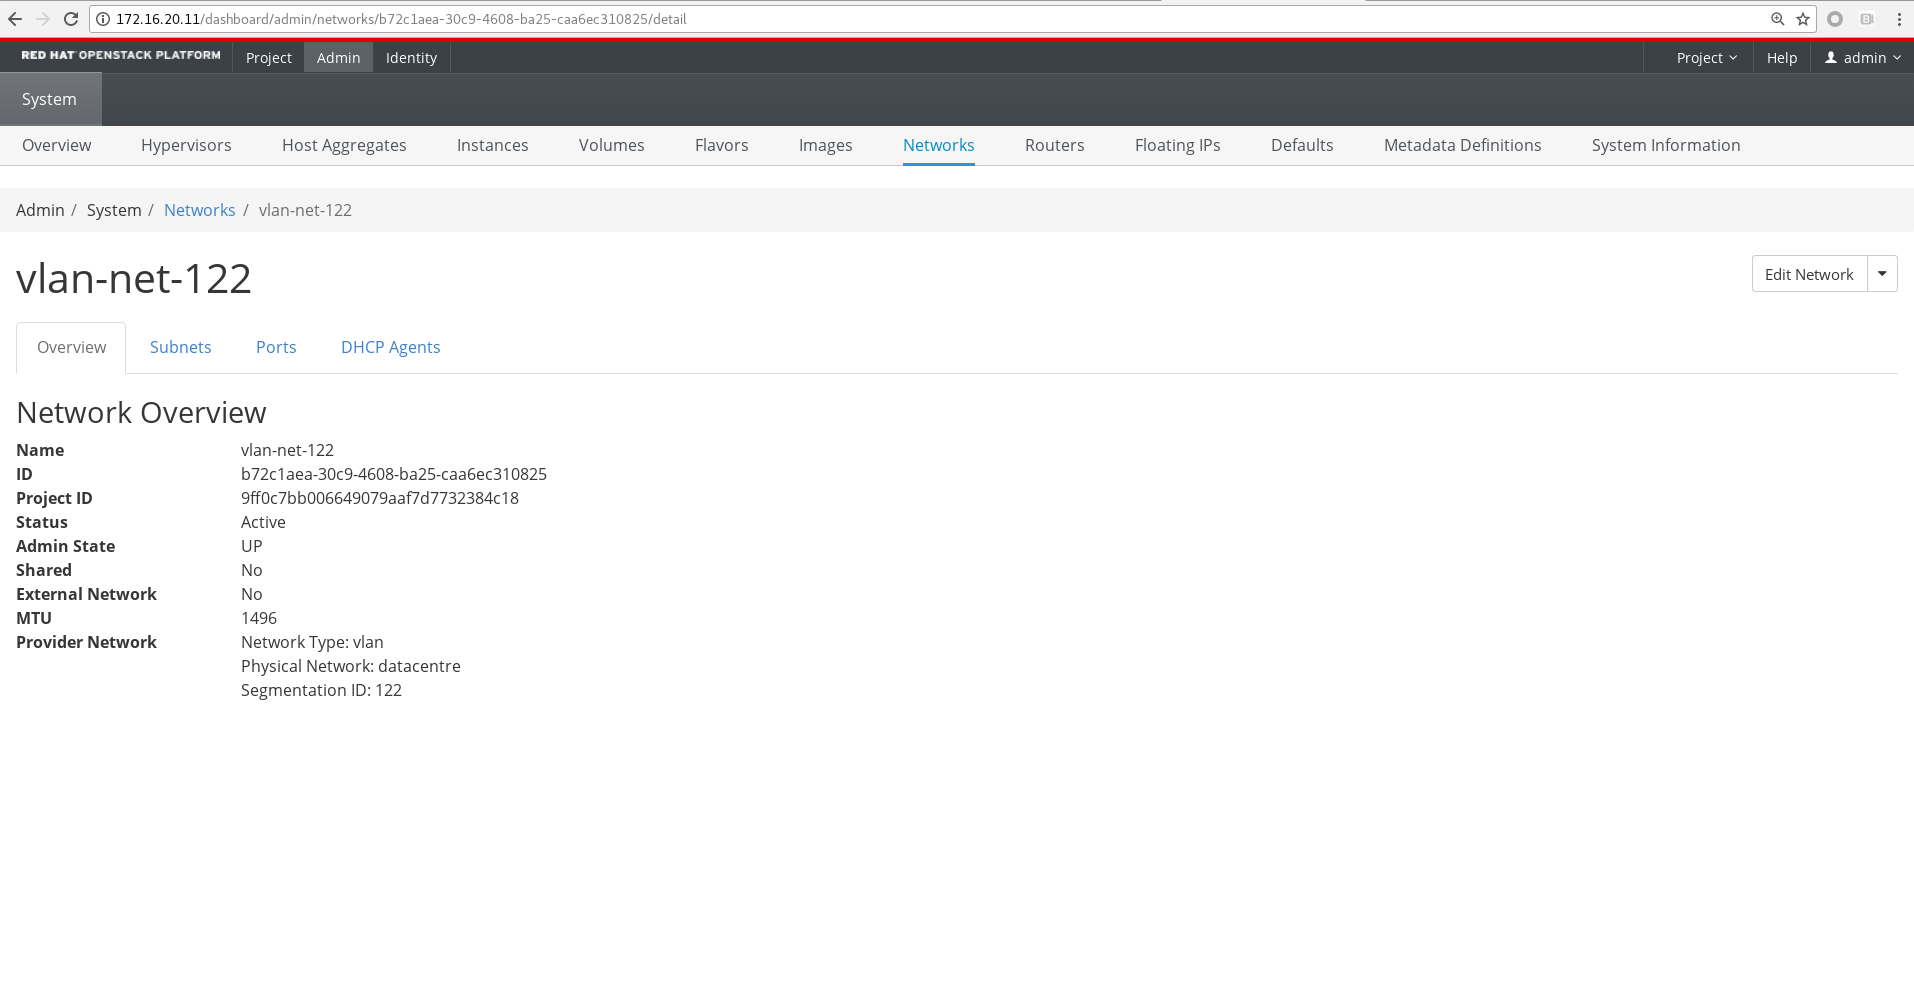 172.16.20.11/dashboard/admin/networks/b72c1aea-30c9-4608-ba25-caa6ec310825/detail
RED HAT OPENSTACK PLATFORM Project Admin Identity Project Help admin
System
Overview Hypervisors Host Aggregates Instances Volumes Flavors Images Networks Routers Floating IPs Defaults Metadata Definitions System Information
Admin / System / Networks / vlan-net-122
vlan-net-122
Edit Network
Overview Subnets Ports DHCP Agents
Network Overview
Name vlan-net-122
ID b72c1aea-30c9-4608-ba25-caa6ec310825
Project ID 9ff0c7bb006649079aaf7d7732384c18
Status Active
Admin State UP
Shared No
External Network No
MTU 1496
Provider Network Network Type: vlan
Physical Network: datacentre
Segmentation ID: 122